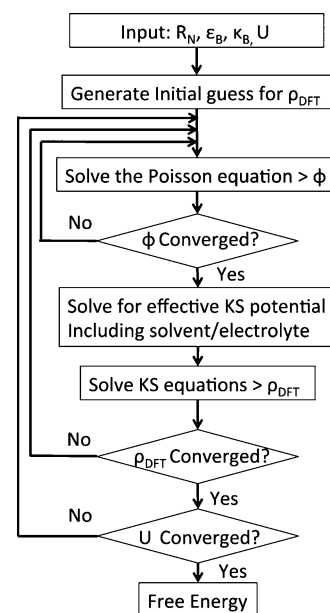 Input: R_N, ε_B, κ_B, U
Generate Initial guess for ρ_DFT
Solve the Poisson equation > ϕ
No
ϕ Converged?
Yes
Solve for effective KS potential
Including solvent/electrolyte
Solve KS equations > ρ_DFT
No
ρ_DFT Converged?
Yes
No
U Converged?
Yes
Free Energy